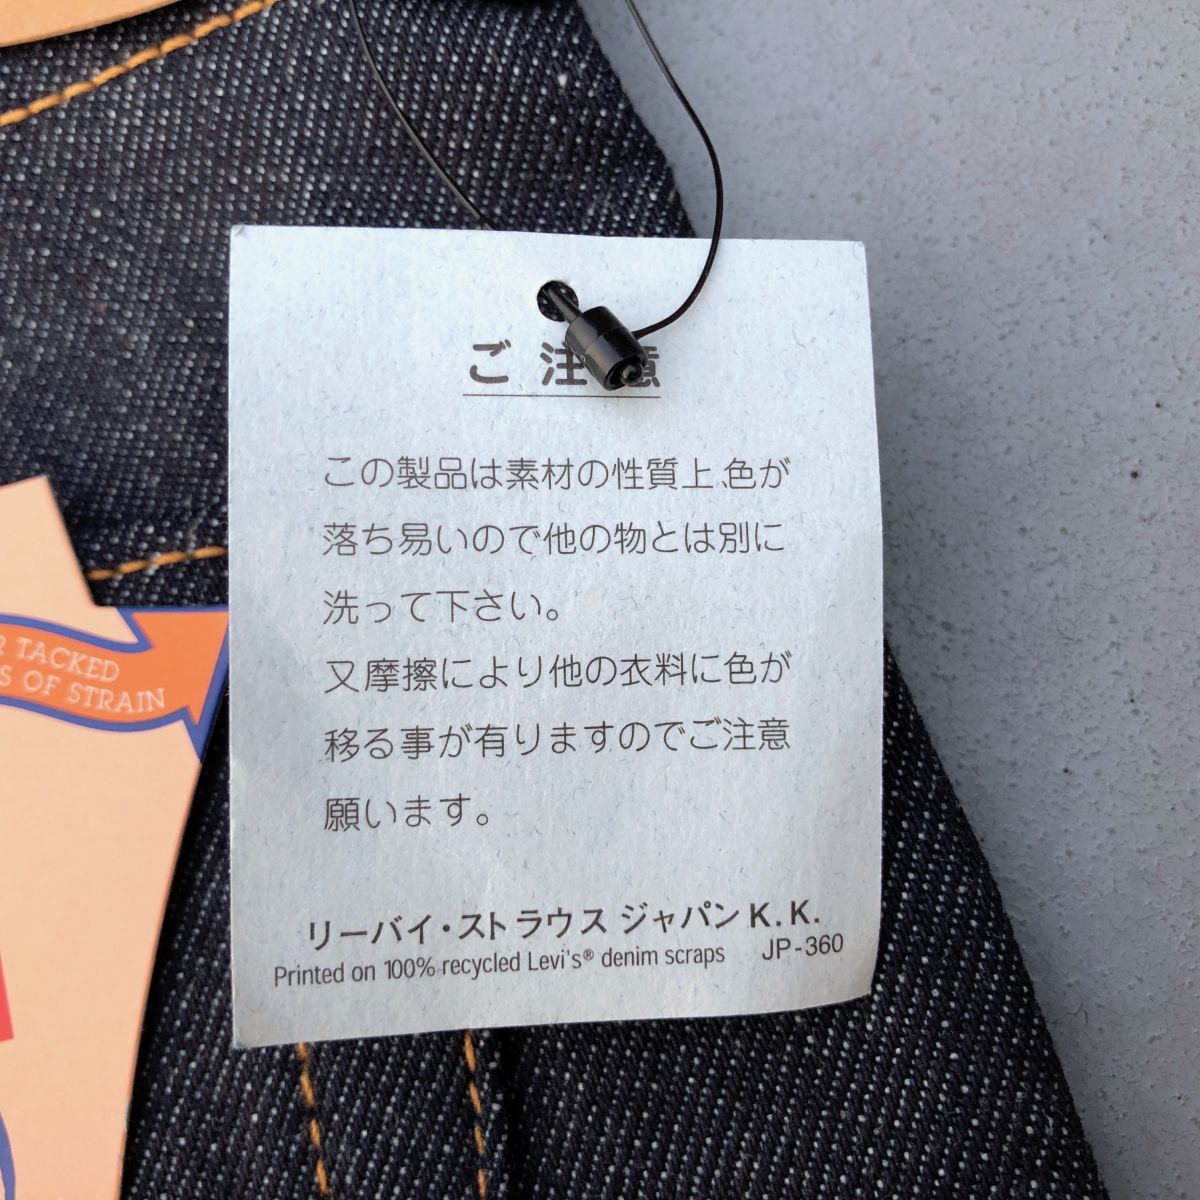 ご注意
この製品は素材の性質上、色が
落ち易いので他の物とは別に
洗って下さい。
又摩擦により他の衣料に色が
移る事が有りますのでご注意
願います。
リーバイ・ストラウス ジャパン K.K.
Printed on 100% recycled Levi's® denim scraps JP-360
R TACKED
S OF STRAIN